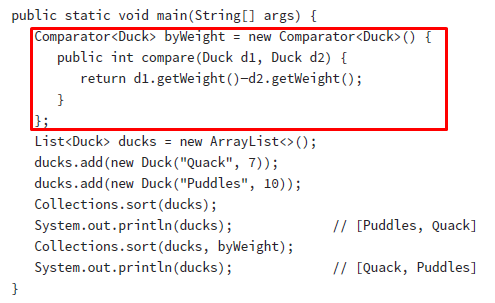 public static void main(String[] args) {
Comparator<Duck> byWeight = new Comparator<Duck>() {
public int compare(Duck d1, Duck d2) {
return d1.getWeight()–d2.getWeight();
}
};
List<Duck> ducks = new ArrayList<>();
ducks.add(new Duck("Quack", 7));
ducks.add(new Duck("Puddles", 10));
Collections.sort(ducks);
System.out.println(ducks); // [Puddles, Quack]
Collections.sort(ducks, byWeight);
System.out.println(ducks); // [Quack, Puddles]
}